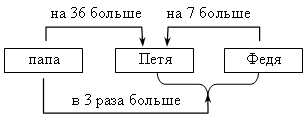 на 36 больше на 7 больше
папа Петя Федя
в 3 раза больше